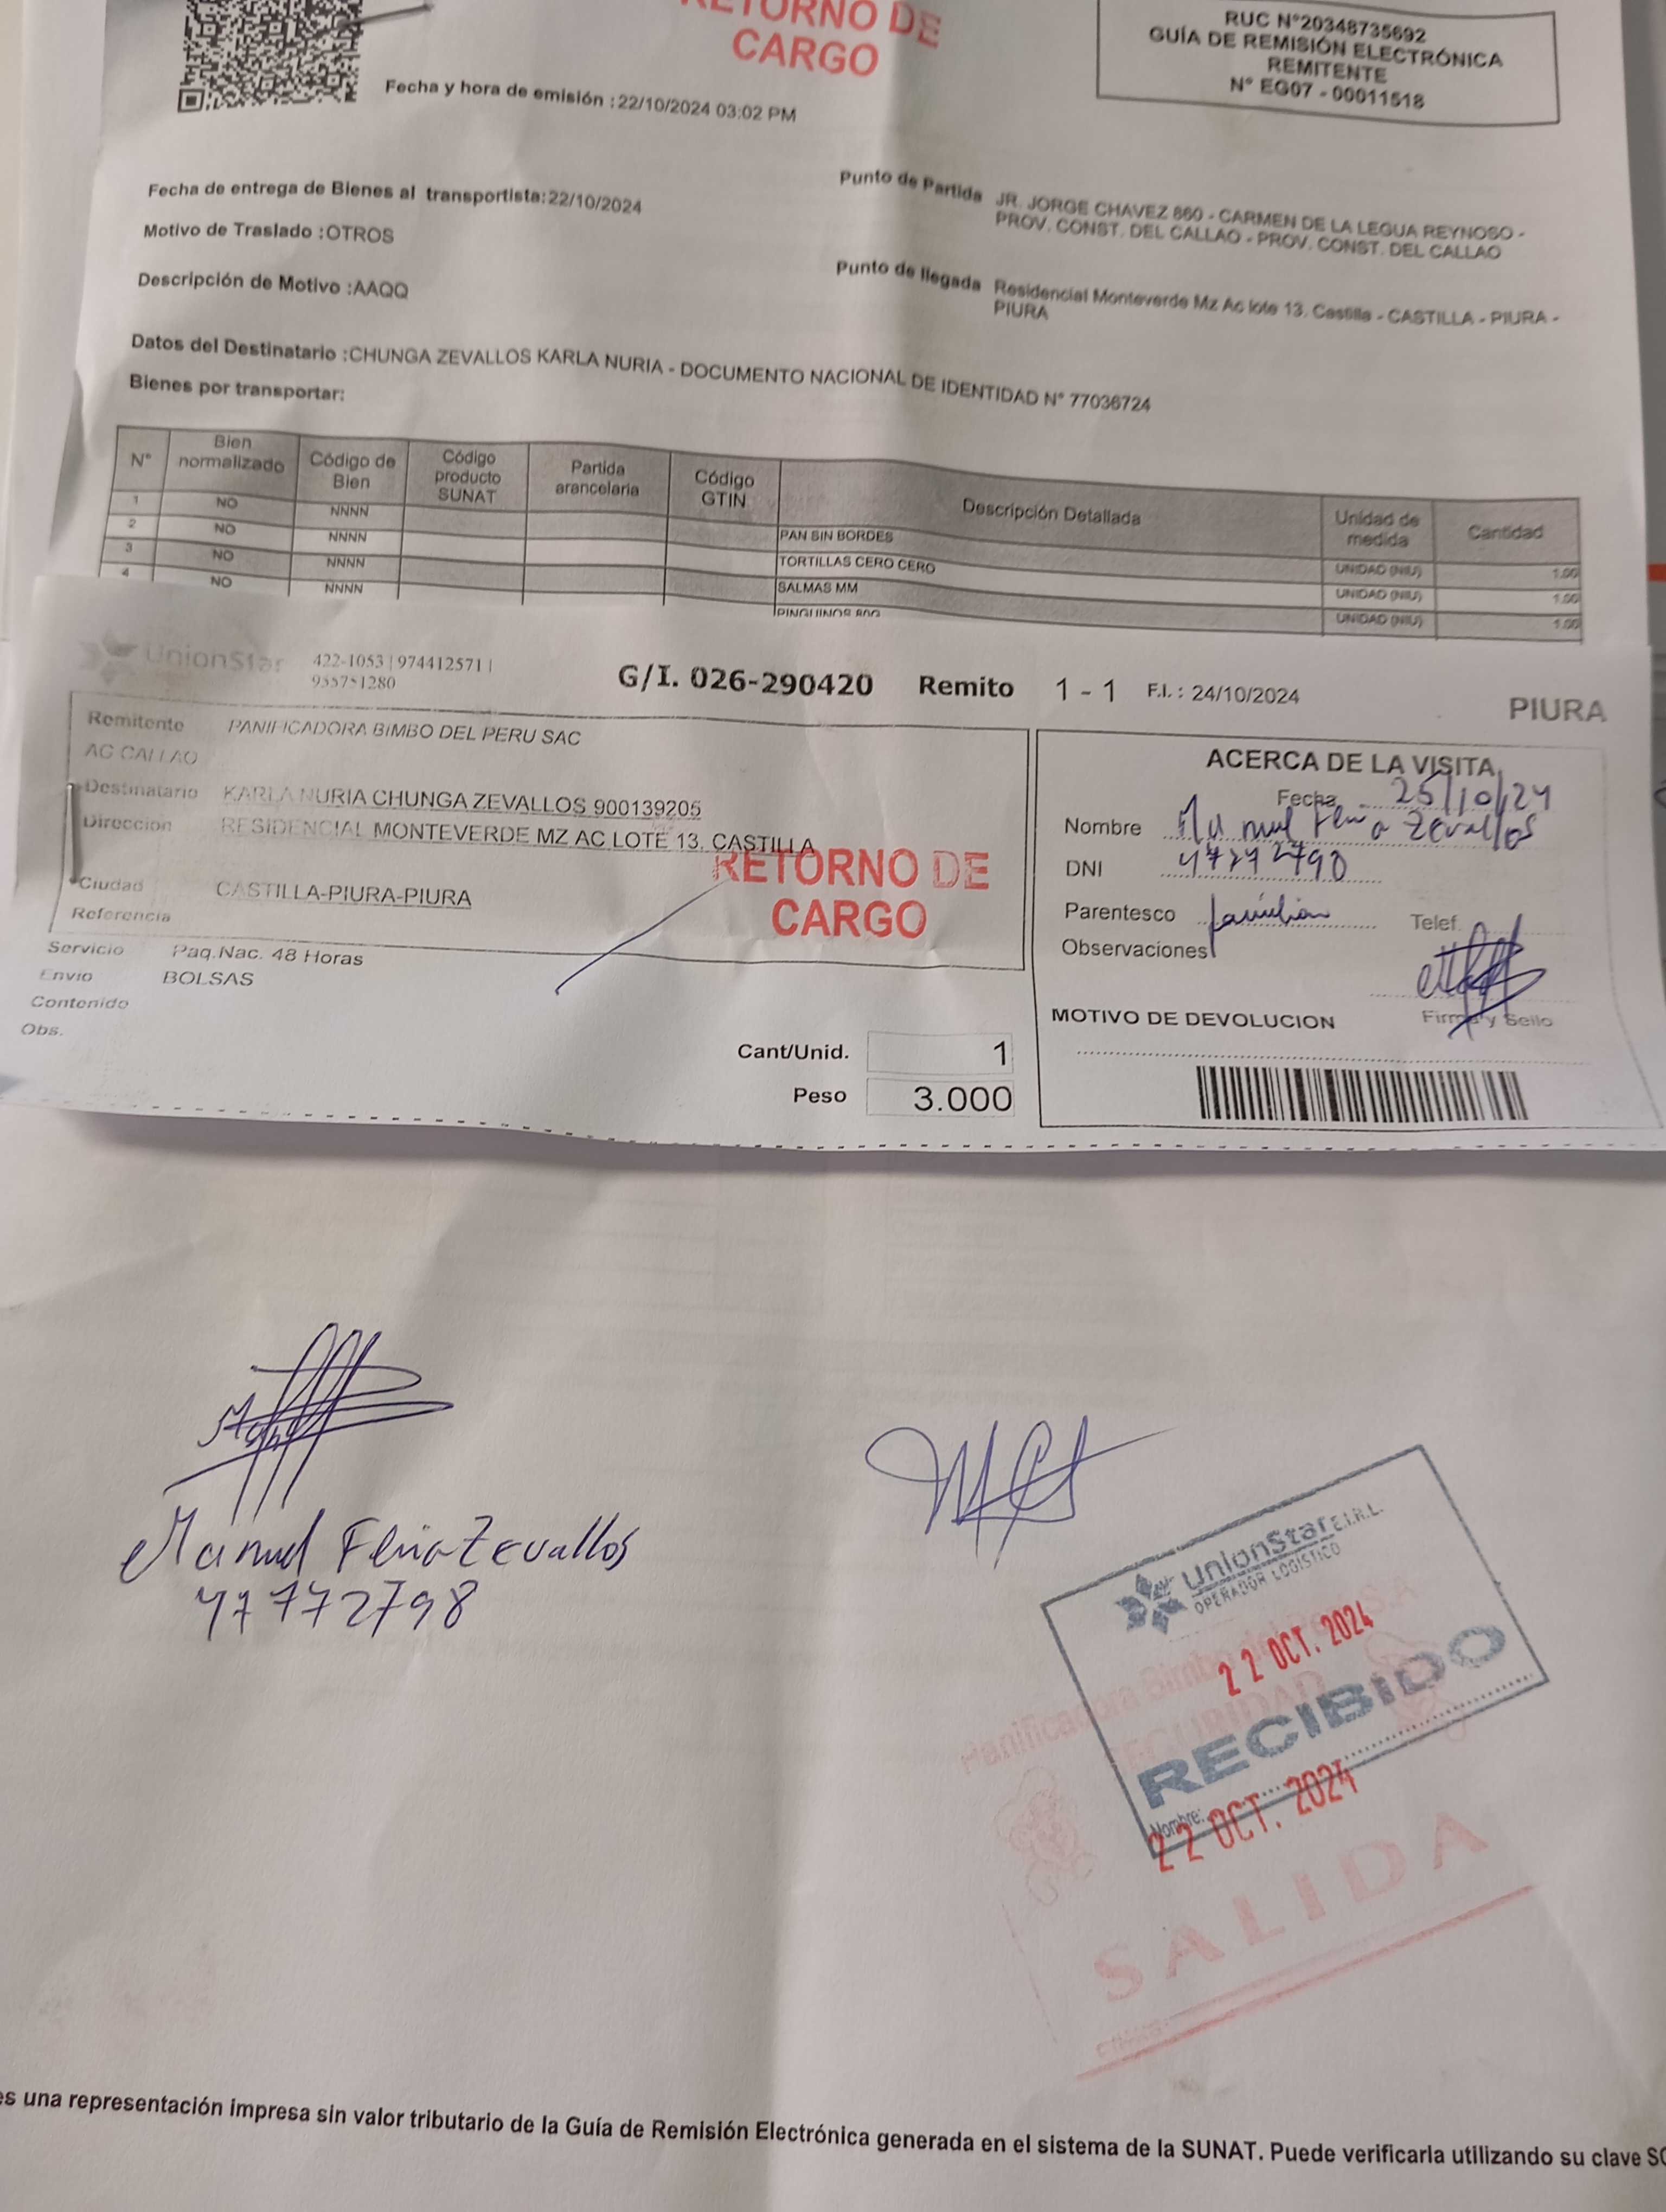 RETORNO DE
CARGO
RUC N°20348735692
GUÍA DE REMISIÓN ELECTRÓNICA
REMITENTE
N° EG07 - 00011518
Fecha y hora de emisión :22/10/2024 03:02 PM
Fecha de entrega de Bienes al transportista:22/10/2024
Motivo de Traslado :OTROS
Descripción de Motivo :AAQQ
Punto de Partida JR. JORGE CHAVEZ 860 - CARMEN DE LA LEGUA REYNOSO -
PROV. CONST. DEL CALLAO - PROV. CONST. DEL CALLAO
Punto de llegada Residencial Monteverde Mz Ac lote 13. Castilla - CASTILLA - PIURA -
PIURA
Datos del Destinatario :CHUNGA ZEVALLOS KARLA NURIA - DOCUMENTO NACIONAL DE IDENTIDAD N° 77036724
Bienes por transportar:
N° Bien normalizado Código de Bien Código producto SUNAT Partida arancelaria Código GTIN Descripción Detallada Unidad de medida Cantidad
1 NO NNNN PAN SIN BORDES UNIDAD (NIU) 1.00
2 NO NNNN TORTILLAS CERO CERO UNIDAD (NIU) 1.00
3 NO NNNN SALMAS MM UNIDAD (NIU) 1.00
4 NO NNNN PINGUINOS 80G
UnionStar
422-1053 | 974412571 |
955751280
G/I. 026-290420 Remito 1 - 1 F.I. : 24/10/2024
PIURA
Remitente PANIFICADORA BIMBO DEL PERU SAC
AG CALLAO
Destinatario KARLA NURIA CHUNGA ZEVALLOS 900139205
Direccion RESIDENCIAL MONTEVERDE MZ AC LOTE 13. CASTILLA
RETORNO DE
CARGO
Ciudad CASTILLA-PIURA-PIURA
Referencia
Servicio Paq.Nac. 48 Horas
Envio BOLSAS
Contenido
Obs.
Cant/Unid. 1
Peso 3.000
ACERCA DE LA VISITA
Fecha 25/10/24
Nombre Zevallos
DNI
Parentesco familiar
Telef.
Observaciones
Firma y Sello
MOTIVO DE DEVOLUCION
Manuel Zevallos
47772798
UnionStar E.I.R.L.
OPERADOR LOGISTICO
22 OCT. 2024
RECIBIDO
Nombre:
22 OCT. 2024
Panificadora Bimbo
SEGURIDAD
SALIDA
es una representación impresa sin valor tributario de la Guía de Remisión Electrónica generada en el sistema de la SUNAT. Puede verificarla utilizando su clave SO